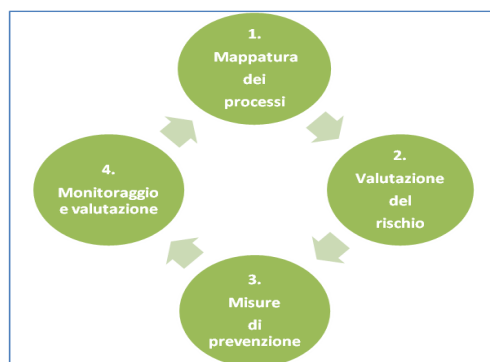 1.
Mappatura
dei
processi
2.
Valutazione
del
rischio
3.
Misure
di
prevenzione
4.
Monitoraggio
e valutazione